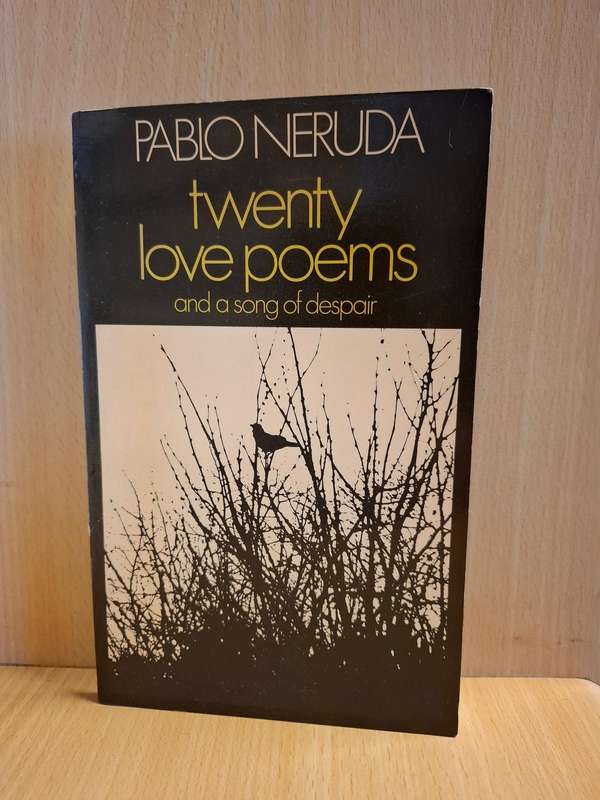 PABLO NERUDA
twenty
love poems
and a song of despair